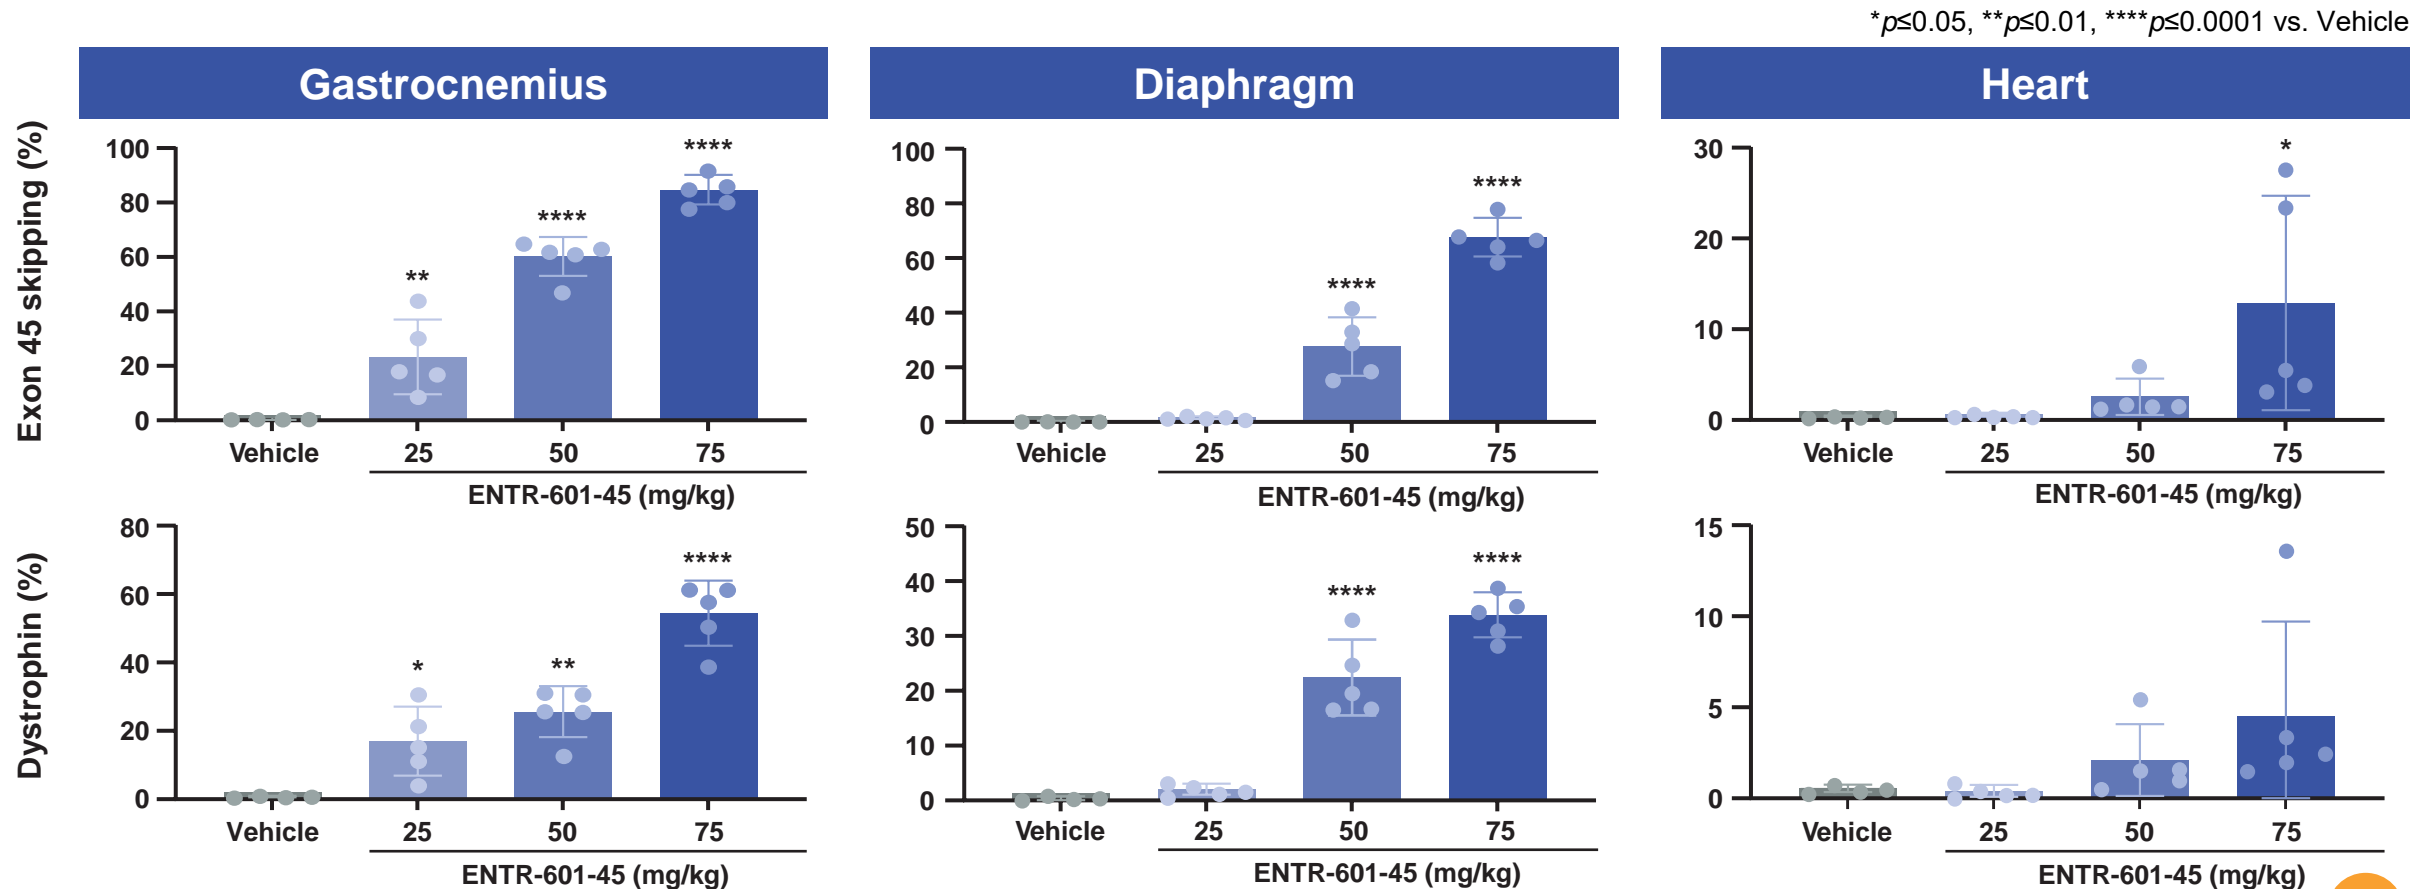 *p≤0.05, **p≤0.01, ****p≤0.0001 vs. Vehicle
Gastrocnemius
Diaphragm
Heart
Exon 45 skipping (%)
100
80
60
40
20
0
**
****
****
Vehicle 25 50 75
ENTR-601-45 (mg/kg)
100
80
60
40
20
0
****
****
Vehicle 25 50 75
ENTR-601-45 (mg/kg)
30
20
10
0
*
Vehicle 25 50 75
ENTR-601-45 (mg/kg)
Dystrophin (%)
80
60
40
20
0
*
**
****
Vehicle 25 50 75
ENTR-601-45 (mg/kg)
50
40
30
20
10
0
****
****
Vehicle 25 50 75
ENTR-601-45 (mg/kg)
15
10
5
0
Vehicle 25 50 75
ENTR-601-45 (mg/kg)